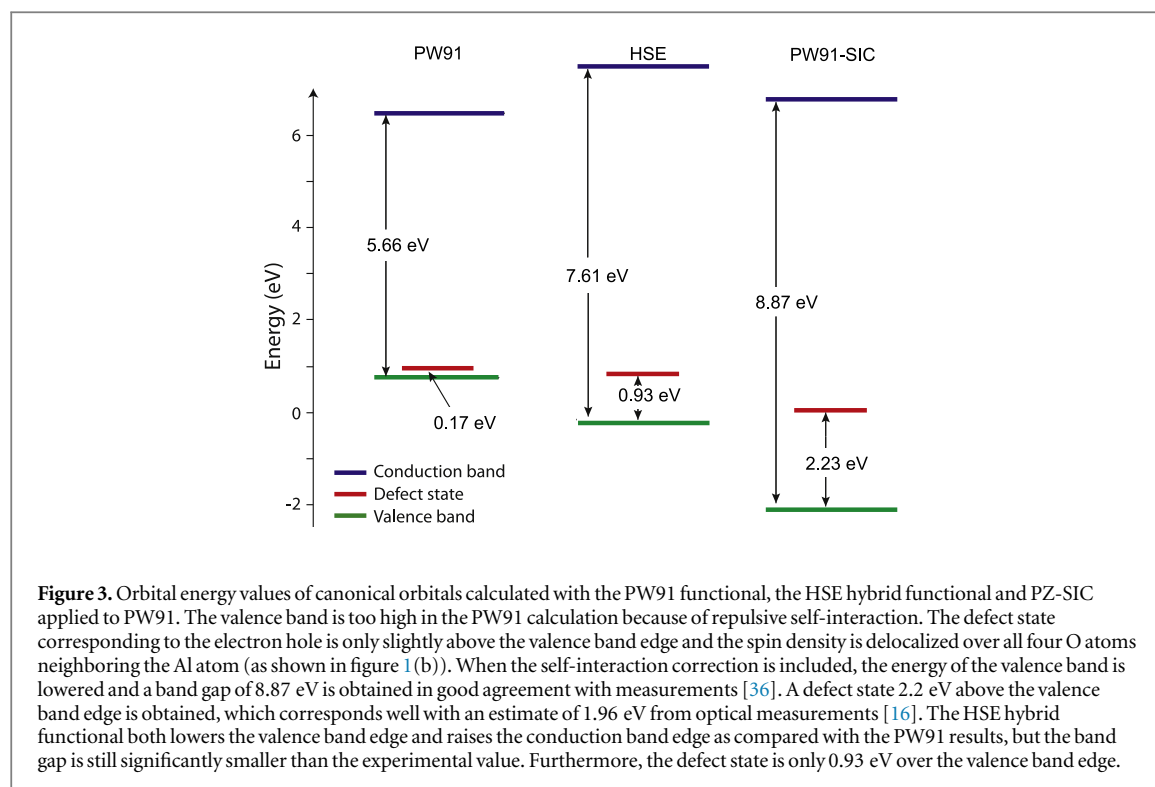 PW91
HSE
PW91-SIC
6
4
2
0
-2
Energy (eV)
5.66 eV
7.61 eV
8.87 eV
0.17 eV
0.93 eV
2.23 eV
Conduction band
Defect state
Valence band
Figure 3. Orbital energy values of canonical orbitals calculated with the PW91 functional, the HSE hybrid functional and PZ-SIC
applied to PW91. The valence band is too high in the PW91 calculation because of repulsive self-interaction. The defect state
corresponding to the electron hole is only slightly above the valence band edge and the spin density is delocalized over all four O atoms
neighboring the Al atom (as shown in figure 1(b)). When the self-interaction correction is included, the energy of the valence band is
lowered and a band gap of 8.87 eV is obtained in good agreement with measurements [36]. A defect state 2.2 eV above the valence
band edge is obtained, which corresponds well with an estimate of 1.96 eV from optical measurements [16]. The HSE hybrid
functional both lowers the valence band edge and raises the conduction band edge as compared with the PW91 results, but the band
gap is still significantly smaller than the experimental value. Furthermore, the defect state is only 0.93 eV over the valence band edge.